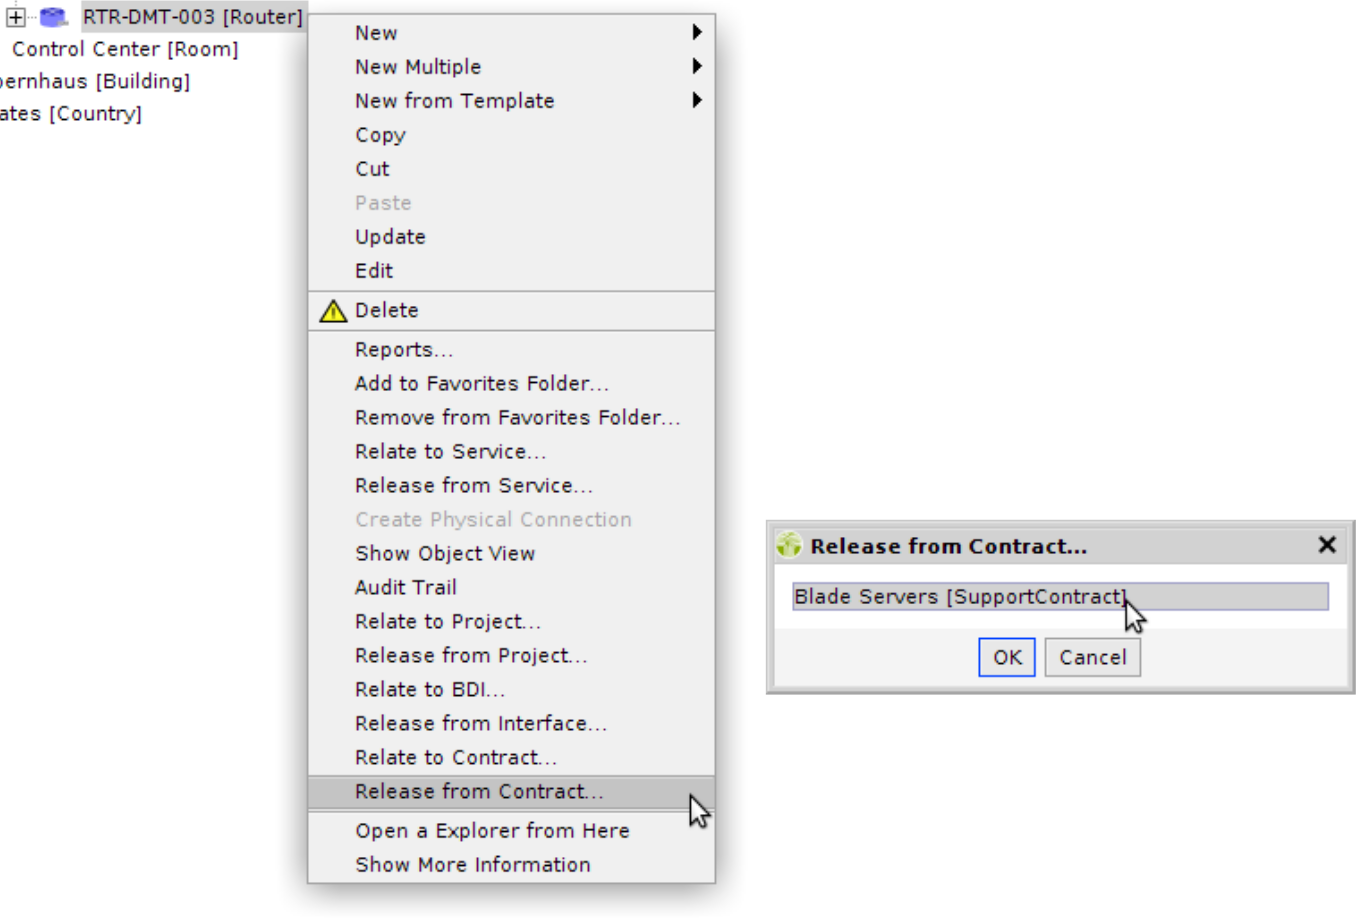 RTR-DMT-003 [Router]
Control Center [Room]
[Building]
[Country]
New
New Multiple
New from Template
Copy
Cut
Paste
Update
Edit
Delete
Reports...
Add to Favorites Folder...
Remove from Favorites Folder...
Relate to Service...
Release from Service...
Create Physical Connection
Show Object View
Audit Trail
Relate to Project...
Release from Project...
Relate to BDI...
Release from Interface...
Relate to Contract...
Release from Contract...
Open a Explorer from Here
Show More Information
Release from Contract...
Blade Servers [SupportContract]
OK Cancel